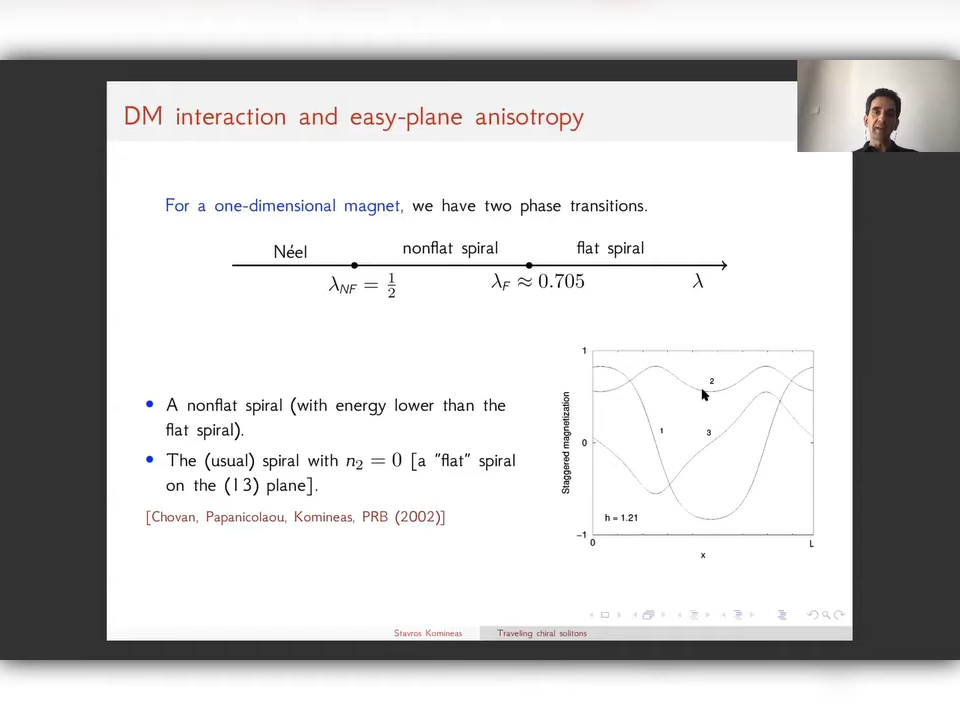 DM interaction and easy-plane anisotropy
For a one-dimensional magnet, we have two phase transitions.
Néel
nonflat spiral
flat spiral
λ_NF = 1/2
λ_F ≈ 0.705
λ
• A nonflat spiral (with energy lower than the
flat spiral).
• The (usual) spiral with n₂ = 0 [a "flat" spiral
on the (13) plane].
[Chovan, Papanicolaou, Komineas, PRB (2002)]
1
2
1
3
0
Staggered magnetization
h = 1.21
−1
0
L
x
Stavros Komineas
Traveling chiral solitons